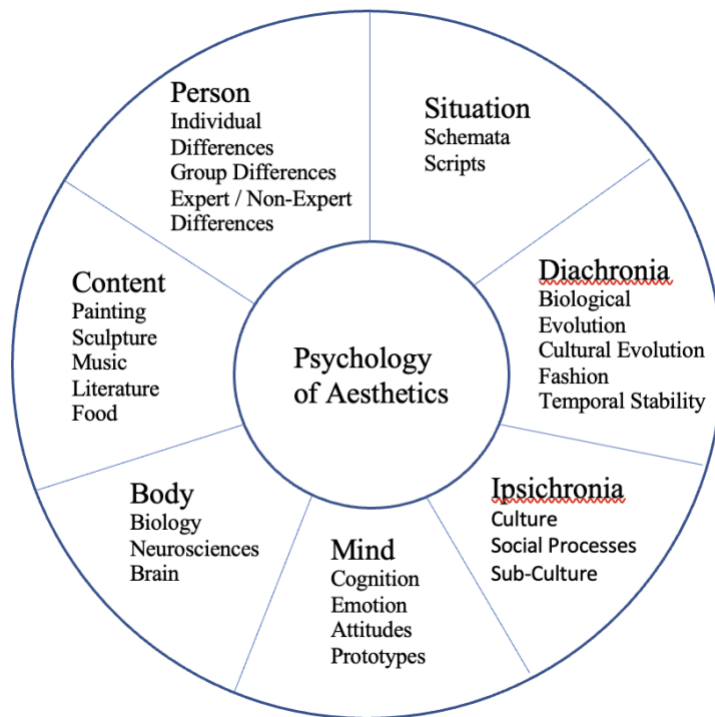 Person
Individual
Differences
Group Differences
Expert / Non-Expert
Differences
Situation
Schemata
Scripts
Diachronia
Biological
Evolution
Cultural Evolution
Fashion
Temporal Stability
Ipsichronia
Culture
Social Processes
Sub-Culture
Mind
Cognition
Emotion
Attitudes
Prototypes
Body
Biology
Neurosciences
Brain
Content
Painting
Sculpture
Music
Literature
Food
Psychology
of Aesthetics